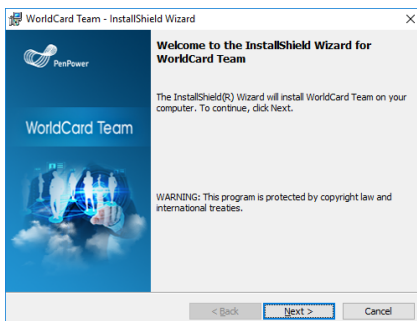 WorldCard Team - InstallShield Wizard
PenPower
WorldCard Team
Welcome to the InstallShield Wizard for
WorldCard Team
The InstallShield(R) Wizard will install WorldCard Team on your
computer. To continue, click Next.
WARNING: This program is protected by copyright law and
international treaties.
< Back
Next >
Cancel